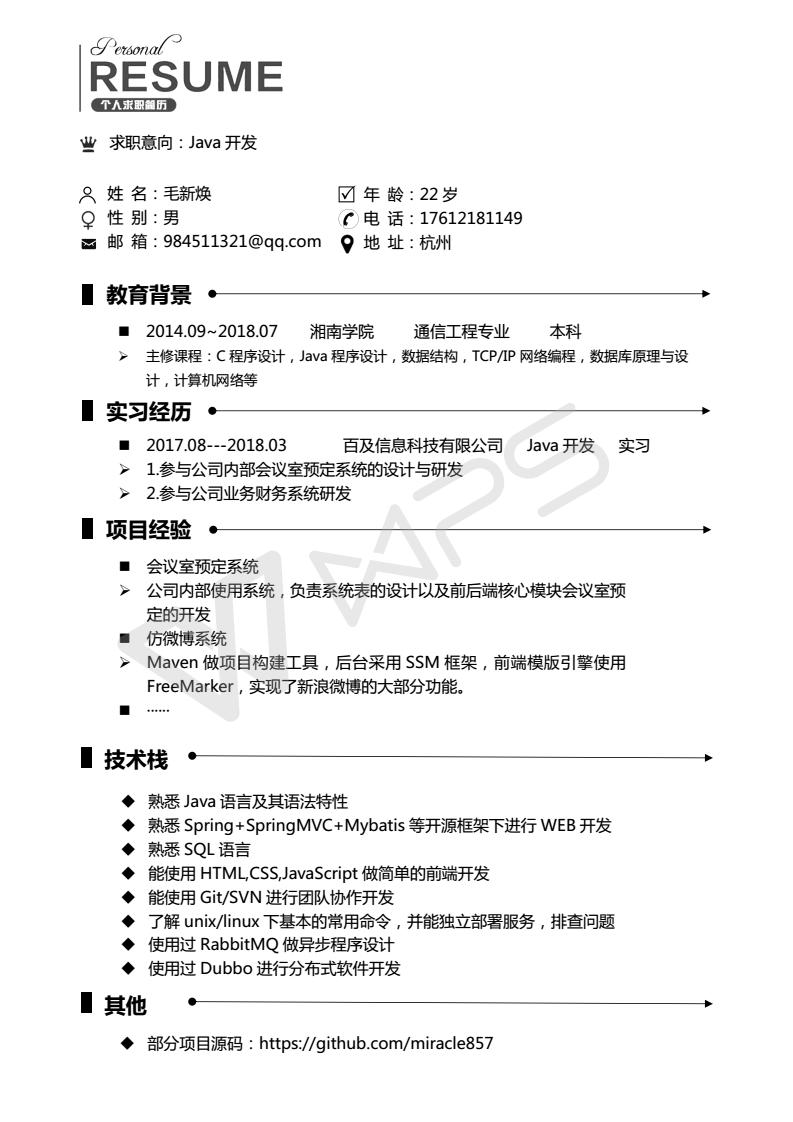 Personal
RESUME
个人求职简历
求职意向：Java 开发
姓 名：毛新焕
年 龄：22 岁
性 别：男
电 话：17612181149
邮 箱：984511321@qq.com
地 址：杭州
教育背景
2014.09~2018.07 湘南学院 通信工程专业 本科
主修课程：C 程序设计，Java 程序设计，数据结构，TCP/IP 网络编程，数据库原理与设
计，计算机网络等
实习经历
2017.08---2018.03 百及信息科技有限公司 Java 开发 实习
1.参与公司内部会议室预定系统的设计与研发
2.参与公司业务财务系统研发
项目经验
会议室预定系统
公司内部使用系统，负责系统表的设计以及前后端核心模块会议室预
定的开发
仿微博系统
Maven 做项目构建工具，后台采用 SSM 框架，前端模版引擎使用
FreeMarker，实现了新浪微博的大部分功能。
······
WPS
技术栈
熟悉 Java 语言及其语法特性
熟悉 Spring+SpringMVC+Mybatis 等开源框架下进行 WEB 开发
熟悉 SQL 语言
能使用 HTML,CSS,JavaScript 做简单的前端开发
能使用 Git/SVN 进行团队协作开发
了解 unix/linux 下基本的常用命令，并能独立部署服务，排查问题
使用过 RabbitMQ 做异步程序设计
使用过 Dubbo 进行分布式软件开发
其他
部分项目源码：https://github.com/miracle857